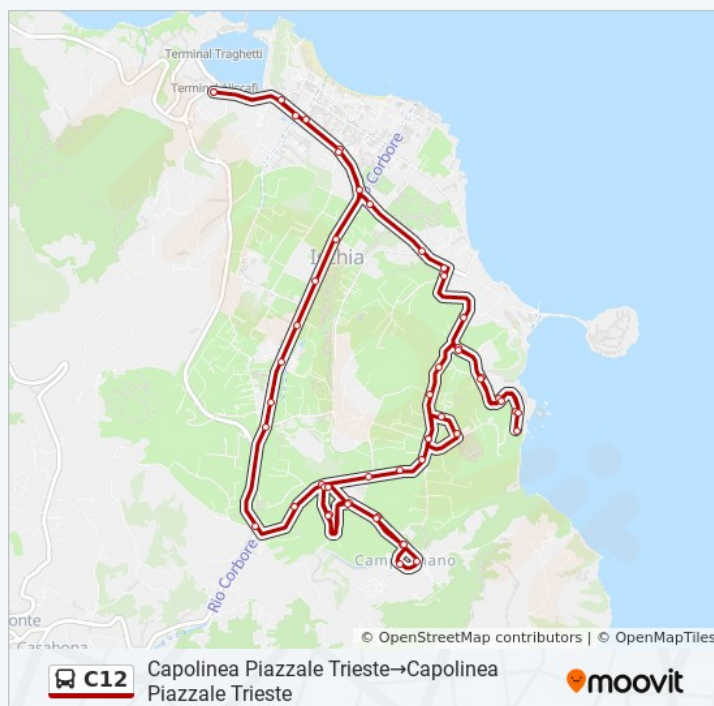 Terminal Traghetti
Terminal Aliscafi
Corbore
Ischia
Rio Corbore
Campagnano
onte
Casabona
© OpenStreetMap contributors | © OpenMapTiles
C12
Capolinea Piazzale Trieste→Capolinea
Piazzale Trieste
moovit